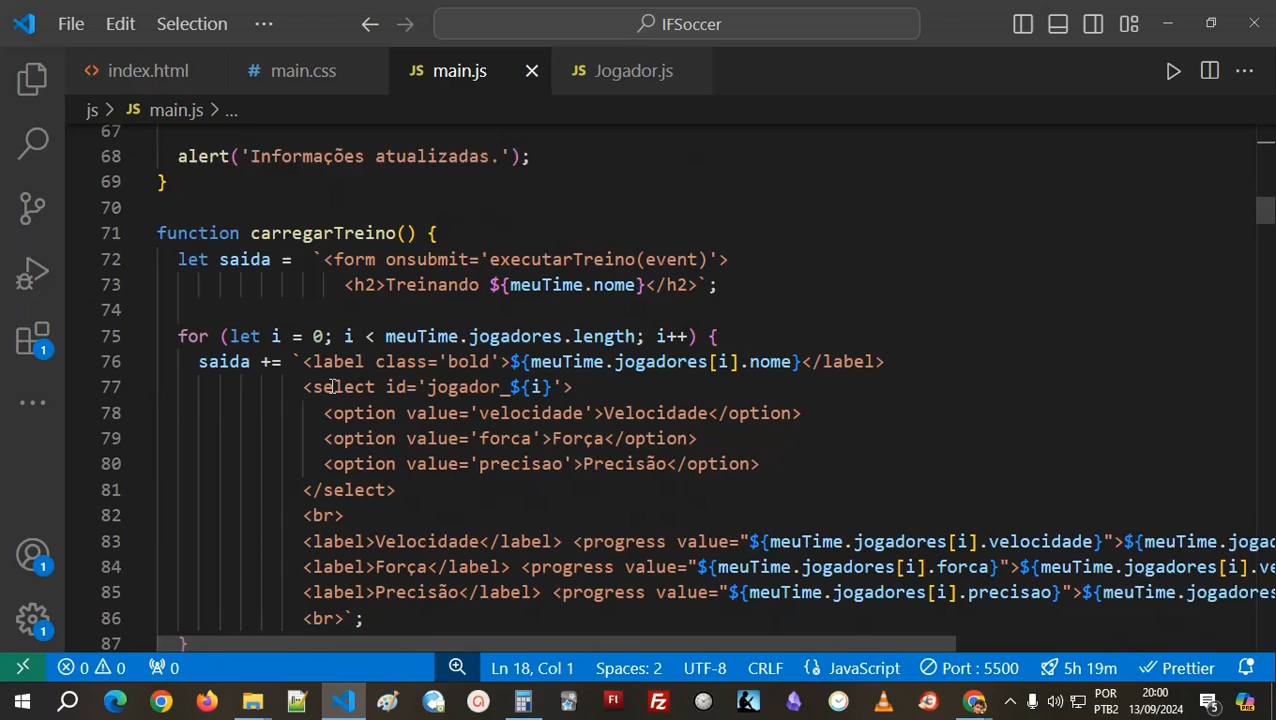 File Edit Selection ··· IFSoccer
index.html # main.css JS main.js JS Jogador.js
js > JS main.js > ...
67
68 alert('Informações atualizadas.');
69 }
70
71 function carregarTreino() {
72 let saida = `<form onsubmit='executarTreino(event)'>
73 <h2>Treinando ${meuTime.nome}</h2>`;
74
75 for (let i = 0; i < meuTime.jogadores.length; i++) {
76 saida += `<label class='bold'>${meuTime.jogadores[i].nome}</label>
77 <select id='jogador_${i}'>
78 <option value='velocidade'>Velocidade</option>
79 <option value='forca'>Força</option>
80 <option value='precisao'>Precisão</option>
81 </select>
82 <br>
83 <label>Velocidade</label> <progress value="${meuTime.jogadores[i].velocidade}">${meuTime.joga
84 <label>Força</label> <progress value="${meuTime.jogadores[i].forca}">${meuTime.jogadores[i].ve
85 <label>Precisão</label> <progress value="${meuTime.jogadores[i].precisao}">${meuTime.jogadores
86 <br>`;
87 }
1
1
1
0 0 0 Ln 18, Col 1 Spaces: 2 UTF-8 CRLF {} JavaScript Port : 5500 5h 19m Prettier
POR 20:00
PTB2 13/09/2024 5